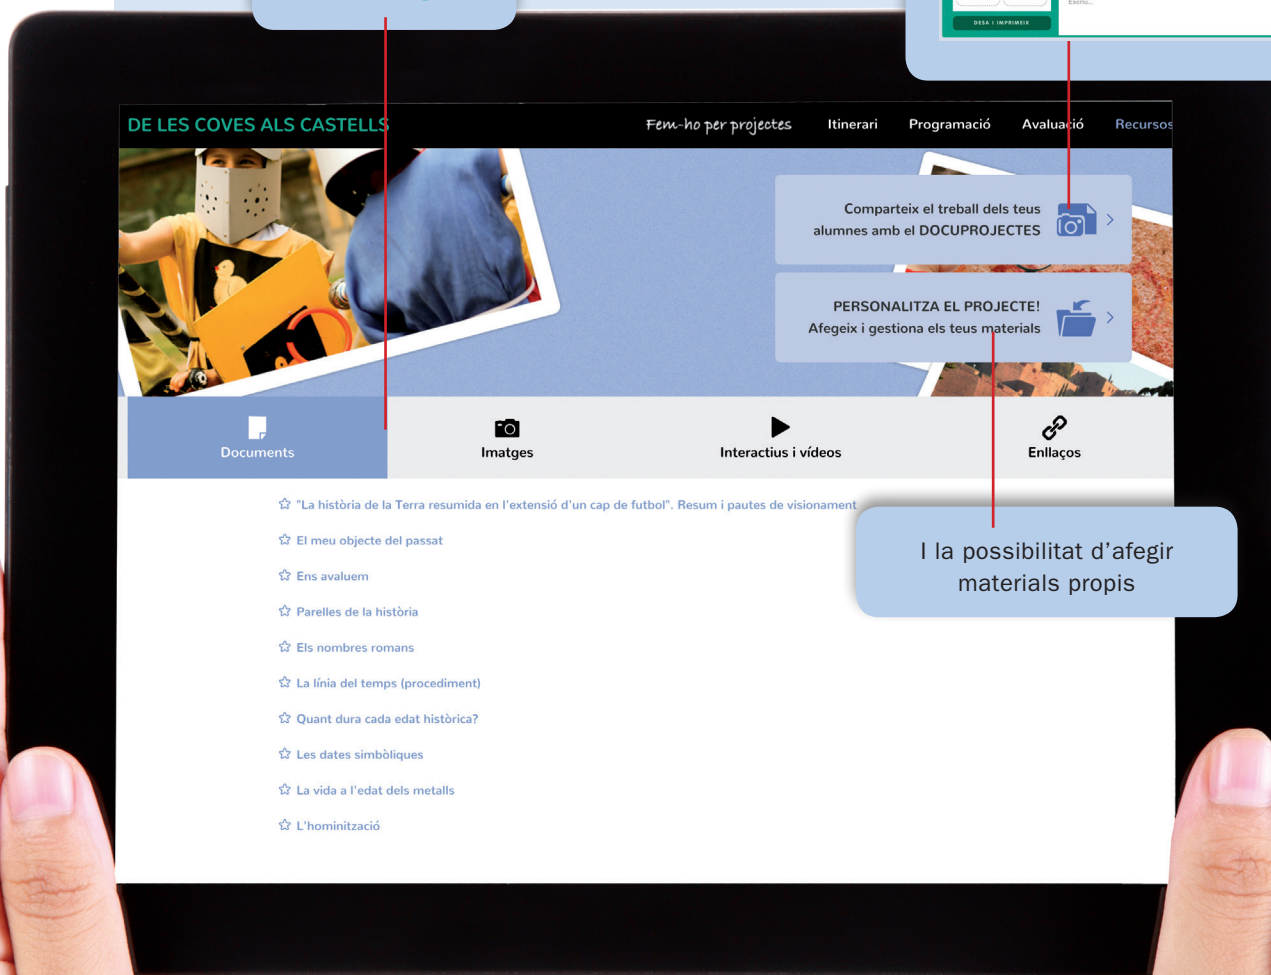 DESA I IMPRIMEIX
Escriu...
DE LES COVES ALS CASTELLS
Fem-ho per projectes
Itinerari
Programació
Avaluació
Recursos
Comparteix el treball dels teus
alumnes amb el DOCUPROJECTES
PERSONALITZA EL PROJECTE!
Afegeix i gestiona els teus materials
Documents
Imatges
Interactius i vídeos
Enllaços
"La història de la Terra resumida en l'extensió d'un cap de futbol". Resum i pautes de visionament
El meu objecte del passat
Ens avaluem
Parelles de la història
Els nombres romans
La línia del temps (procediment)
Quant dura cada edat històrica?
Les dates simbòliques
La vida a l'edat dels metalls
L'hominització
I la possibilitat d'afegir
materials propis